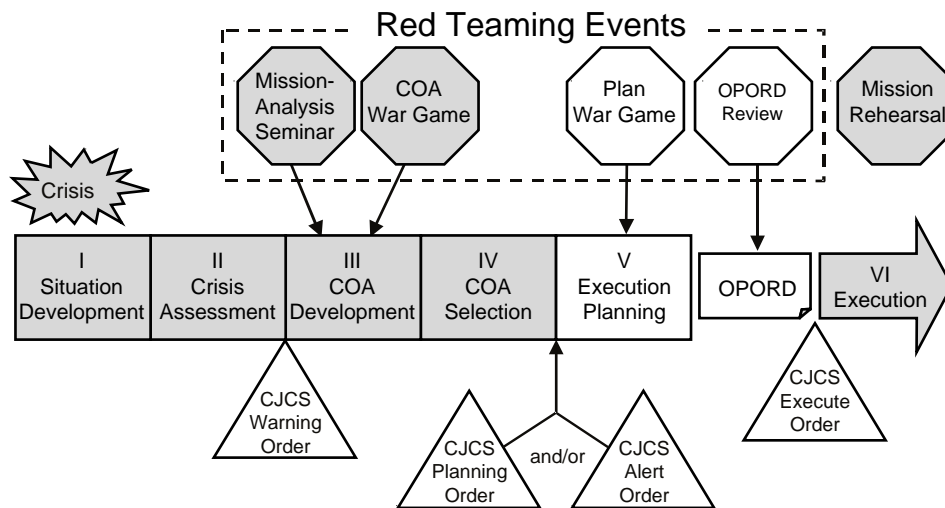 Red Teaming Events
Mission-
Analysis
Seminar
COA
War Game
Plan
War Game
OPORD
Review
Mission
Rehearsal
Crisis
I
Situation
Development
II
Crisis
Assessment
III
COA
Development
IV
COA
Selection
V
Execution
Planning
OPORD
VI
Execution
CJCS
Warning
Order
CJCS
Planning
Order
and/or
CJCS
Alert
Order
CJCS
Execute
Order